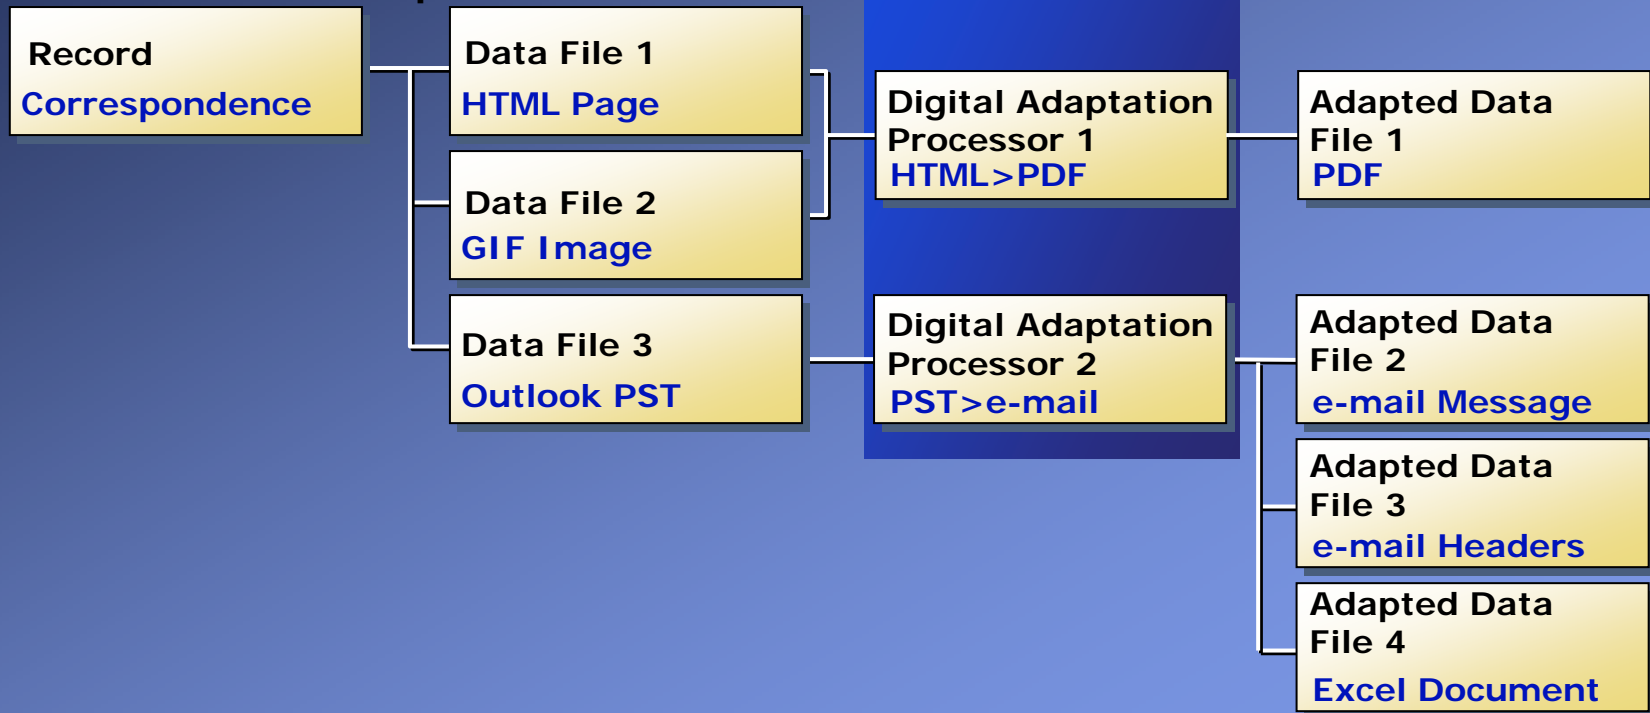 Record
Correspondence
Data File 1
HTML Page
Data File 2
GIF Image
Data File 3
Outlook PST
Digital Adaptation
Processor 1
HTML>PDF
Digital Adaptation
Processor 2
PST>e-mail
Adapted Data
File 1
PDF
Adapted Data
File 2
e-mail Message
Adapted Data
File 3
e-mail Headers
Adapted Data
File 4
Excel Document